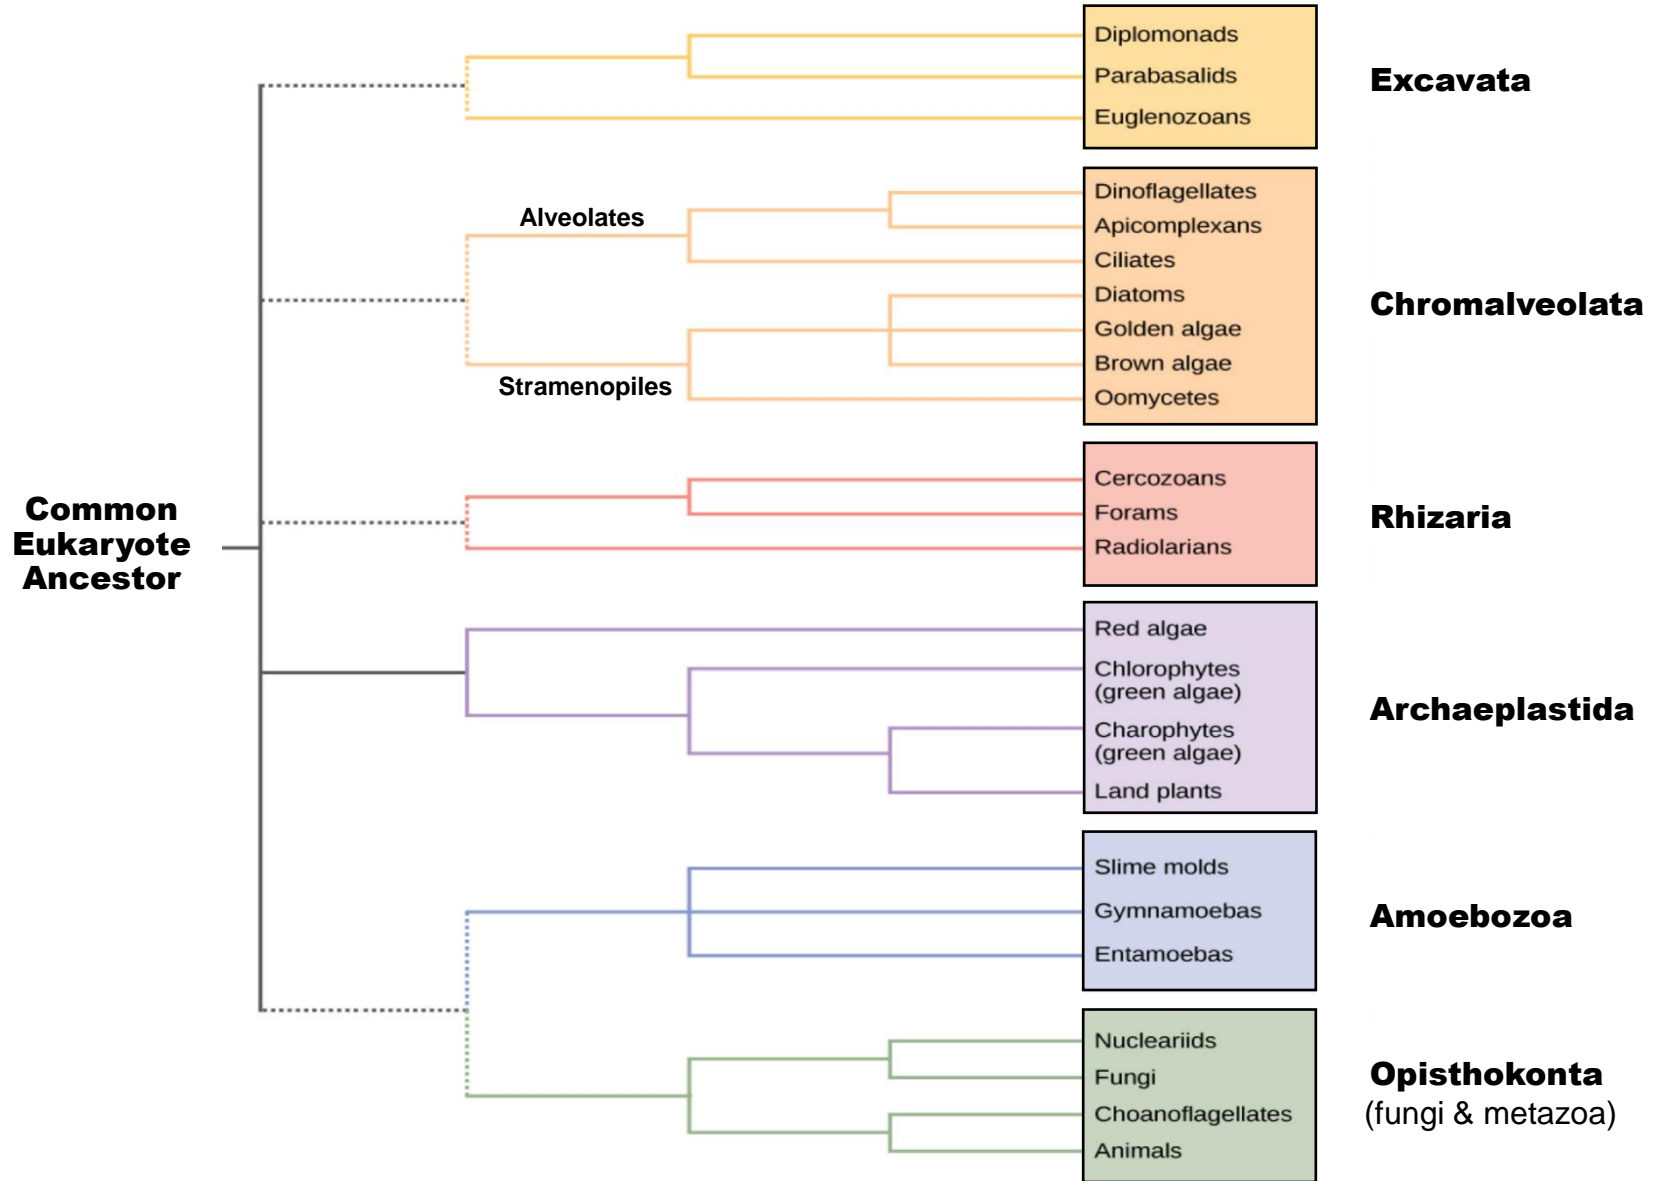 Diplomonads
Parabasalids
Euglenozoans
Excavata
Alveolates
Stramenopiles
Dinoflagellates
Apicomplexans
Ciliates
Diatoms
Golden algae
Brown algae
Oomycetes
Chromalveolata
Common
Eukaryote
Ancestor
Cercozoans
Forams
Radiolarians
Rhizaria
Red algae
Chlorophytes
(green algae)
Charophytes
(green algae)
Land plants
Archaeplastida
Slime molds
Gymnamoebas
Entamoebas
Amoebozoa
Nucleariids
Fungi
Choanoflagellates
Animals
Opisthokonta
(fungi & metazoa)